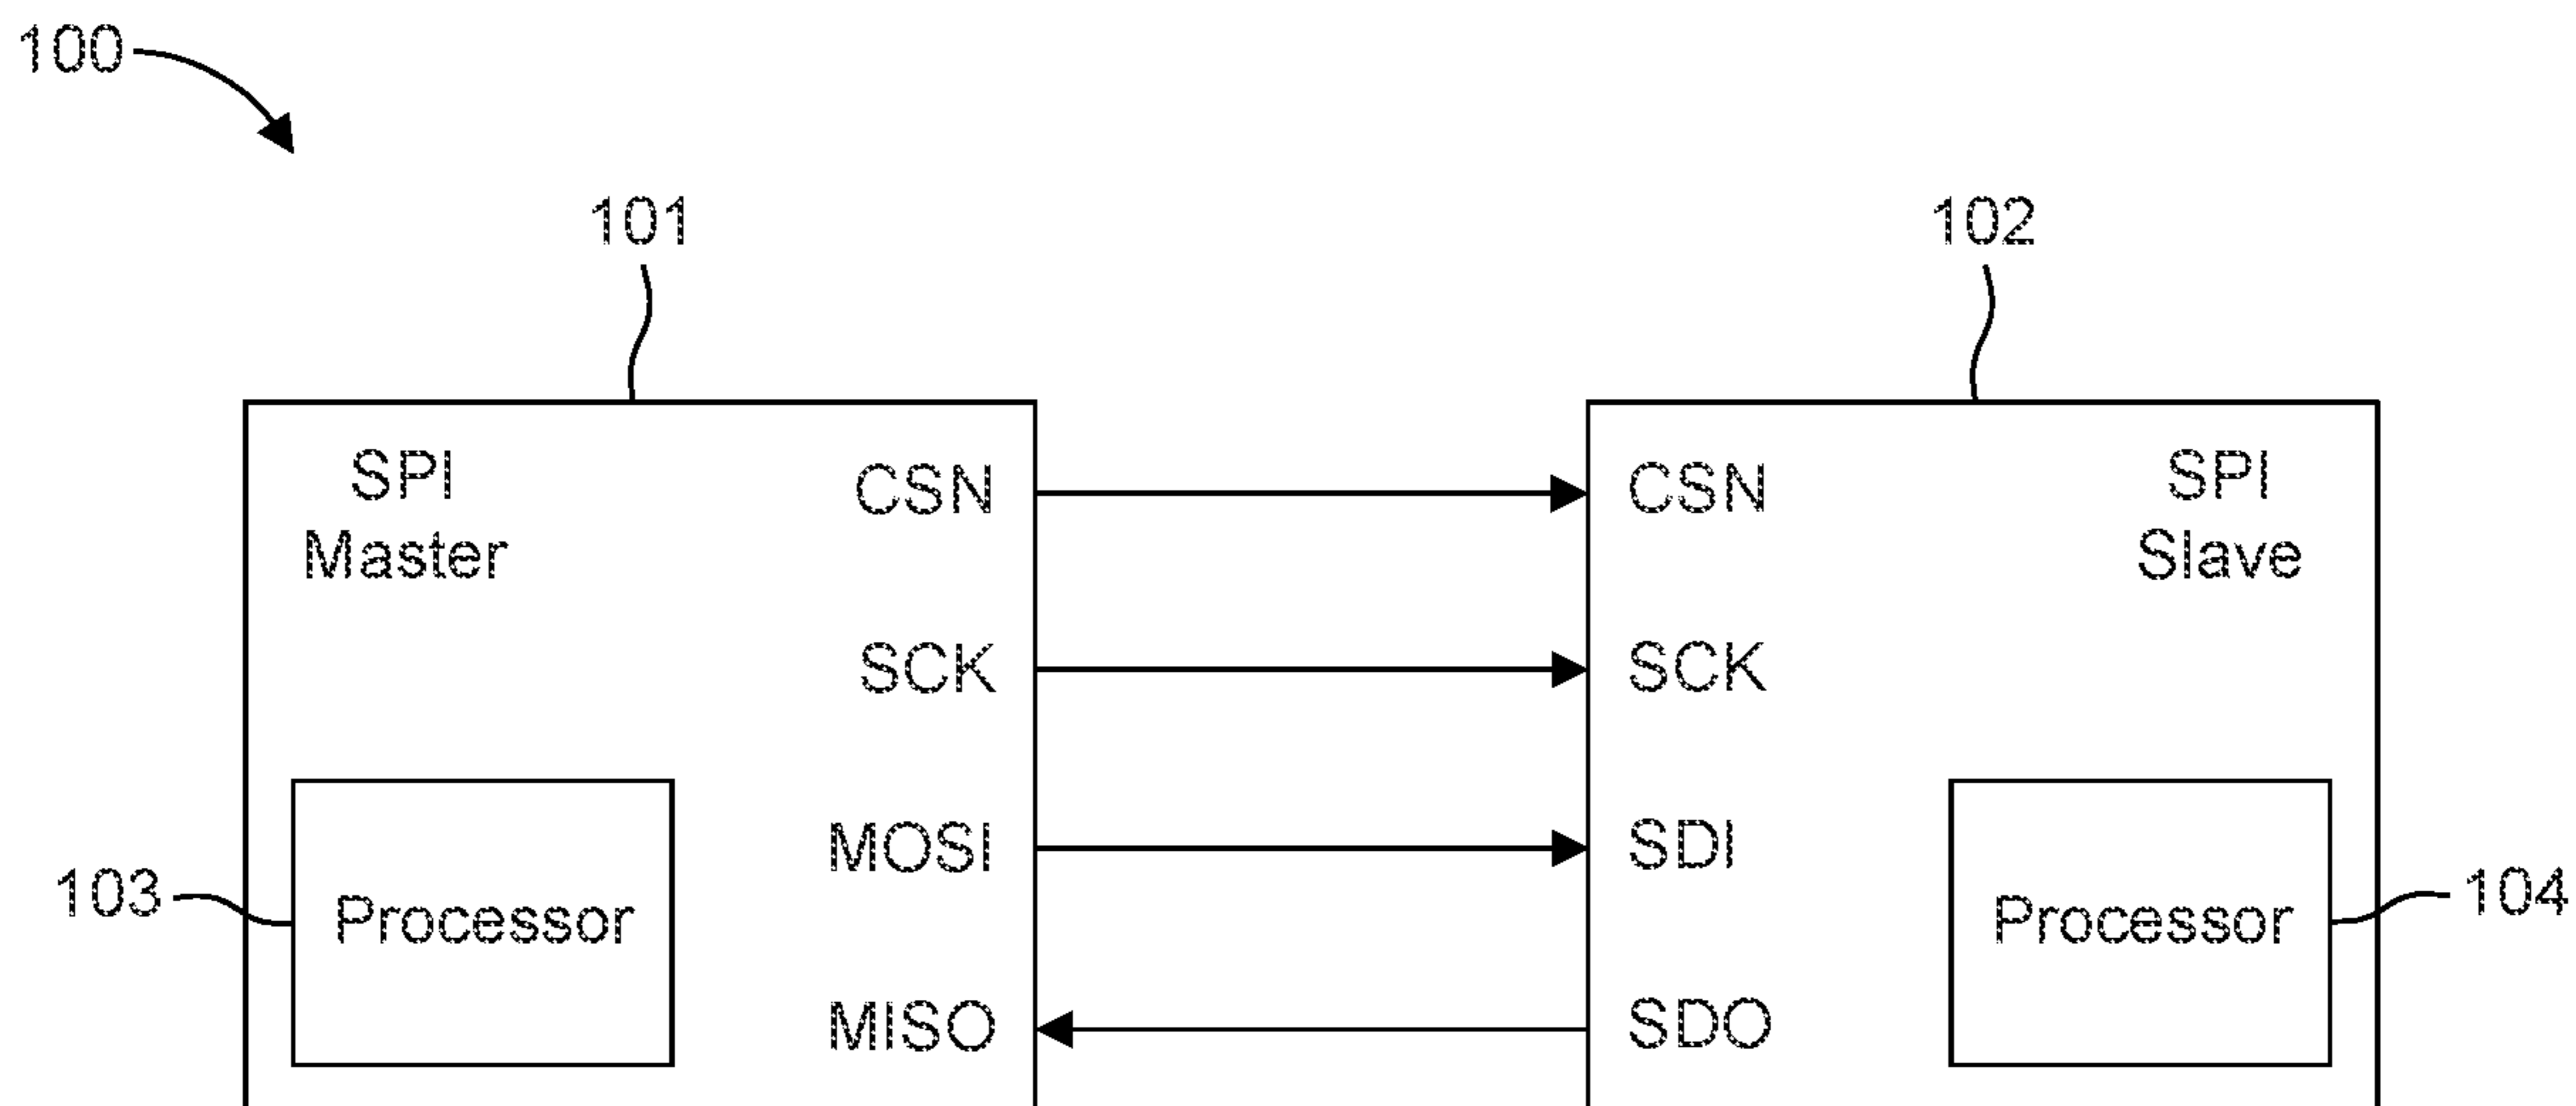 100
101
102
SPI
Master
CSN
CSN
SPI
Slave
SCK
SCK
MOSI
SDI
103
Processor
Processor
104
MISO
SDO